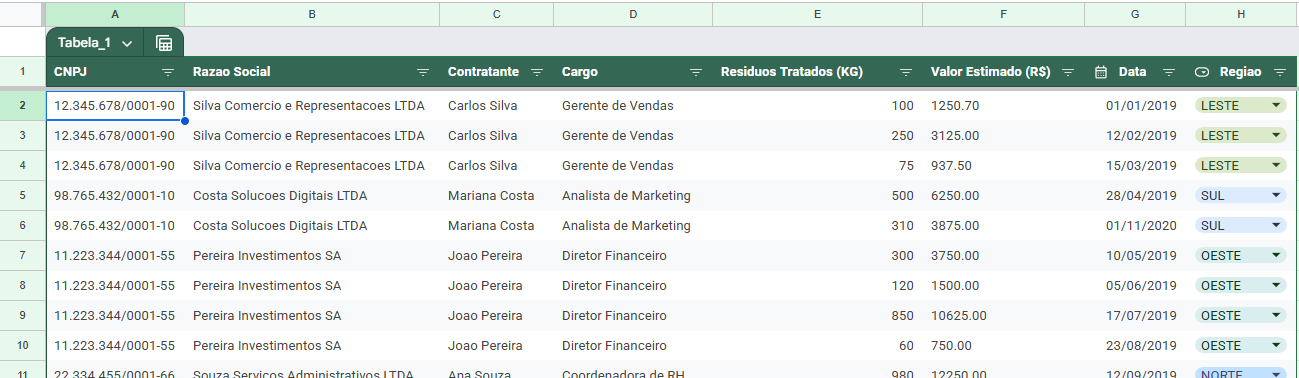 A B C D E F G H
Tabela_1
1 CNPJ Razao Social Contratante Cargo Residuos Tratados (KG) Valor Estimado (R$) Data Regiao
2 12.345.678/0001-90 Silva Comercio e Representacoes LTDA Carlos Silva Gerente de Vendas 100 1250.70 01/01/2019 LESTE
3 12.345.678/0001-90 Silva Comercio e Representacoes LTDA Carlos Silva Gerente de Vendas 250 3125.00 12/02/2019 LESTE
4 12.345.678/0001-90 Silva Comercio e Representacoes LTDA Carlos Silva Gerente de Vendas 75 937.50 15/03/2019 LESTE
5 98.765.432/0001-10 Costa Solucoes Digitais LTDA Mariana Costa Analista de Marketing 500 6250.00 28/04/2019 SUL
6 98.765.432/0001-10 Costa Solucoes Digitais LTDA Mariana Costa Analista de Marketing 310 3875.00 01/11/2020 SUL
7 11.223.344/0001-55 Pereira Investimentos SA Joao Pereira Diretor Financeiro 300 3750.00 10/05/2019 OESTE
8 11.223.344/0001-55 Pereira Investimentos SA Joao Pereira Diretor Financeiro 120 1500.00 05/06/2019 OESTE
9 11.223.344/0001-55 Pereira Investimentos SA Joao Pereira Diretor Financeiro 850 10625.00 17/07/2019 OESTE
10 11.223.344/0001-55 Pereira Investimentos SA Joao Pereira Diretor Financeiro 60 750.00 23/08/2019 OESTE
11 22.334.455/0001-66 Souza Servicos Administrativos LTDA Ana Souza Coordenadora de RH 980 12250.00 12/09/2019 NORTE